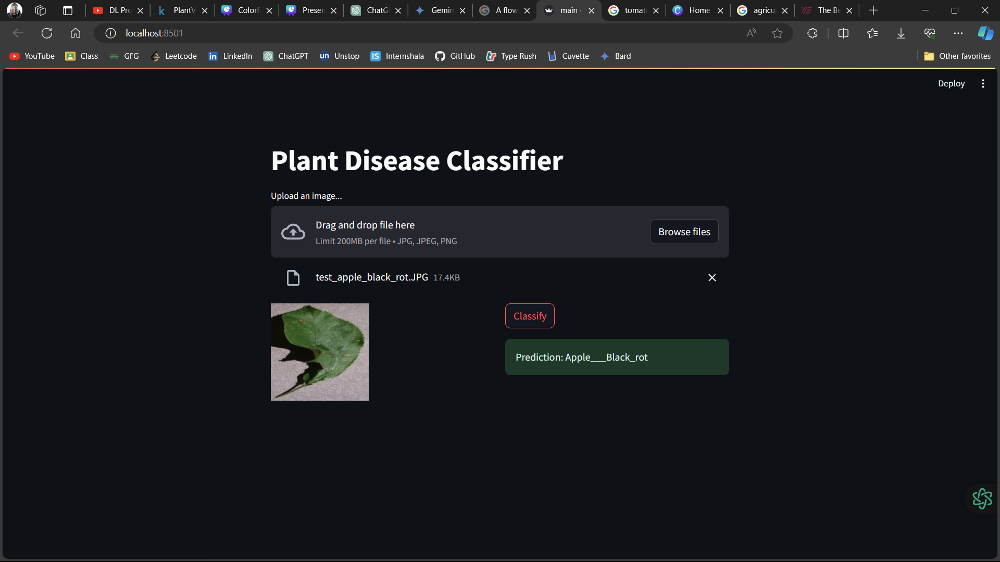 DL Pro
PlantV
Colorf
Presen
ChatG
Gemin
A flow
main -
tomat
Home
agricul
The Be
localhost:8501
YouTube
Class
GFG
Leetcode
LinkedIn
ChatGPT
Unstop
Internshala
GitHub
Type Rush
Cuvette
Bard
Other favorites
Deploy
Plant Disease Classifier
Upload an image...
Drag and drop file here
Browse files
Limit 200MB per file • JPG, JPEG, PNG
test_apple_black_rot.JPG 17.4KB
Classify
Prediction: Apple___Black_rot